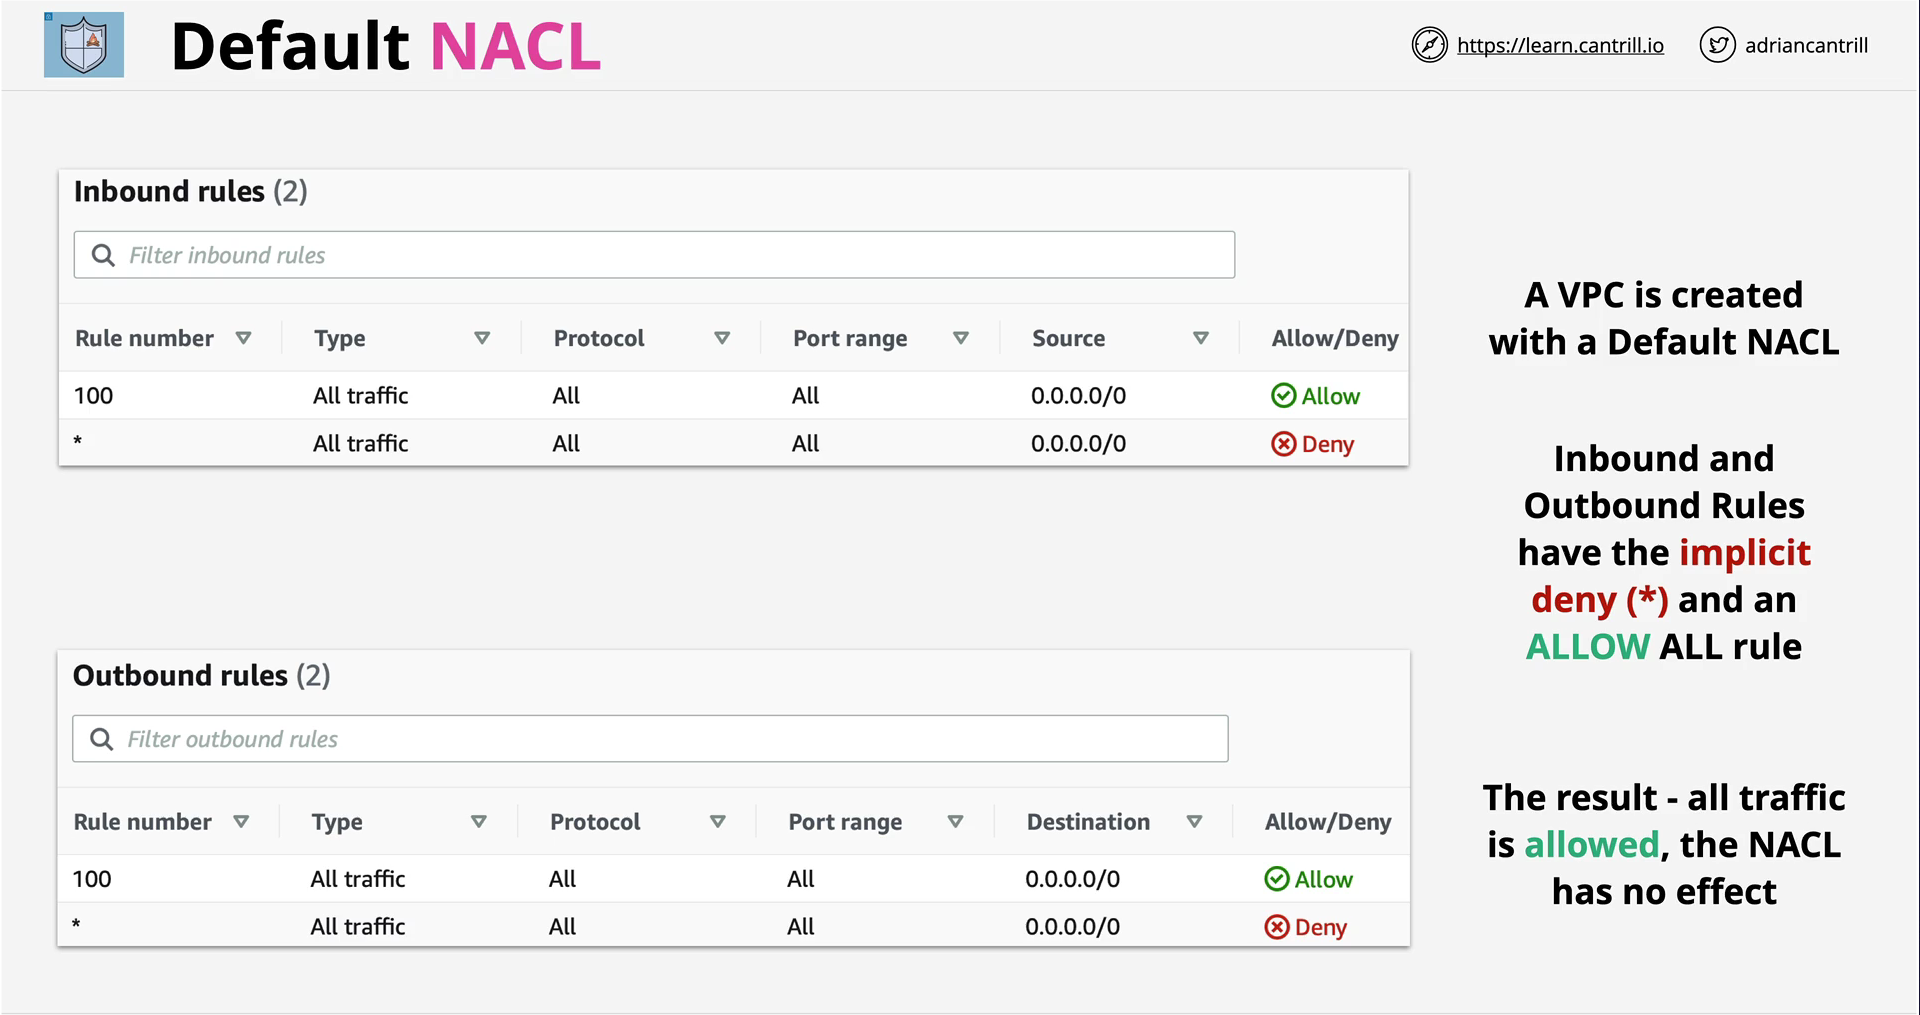 Default NACL
https://learn.cantrill.io
adriancantrill
Inbound rules (2)
Filter inbound rules
Rule number Type Protocol Port range Source Allow/Deny
100 All traffic All All 0.0.0.0/0 Allow
* All traffic All All 0.0.0.0/0 Deny
A VPC is created
with a Default NACL
Inbound and
Outbound Rules
have the implicit
deny (*) and an
ALLOW ALL rule
Outbound rules (2)
Filter outbound rules
Rule number Type Protocol Port range Destination Allow/Deny
100 All traffic All All 0.0.0.0/0 Allow
* All traffic All All 0.0.0.0/0 Deny
The result - all traffic
is allowed, the NACL
has no effect